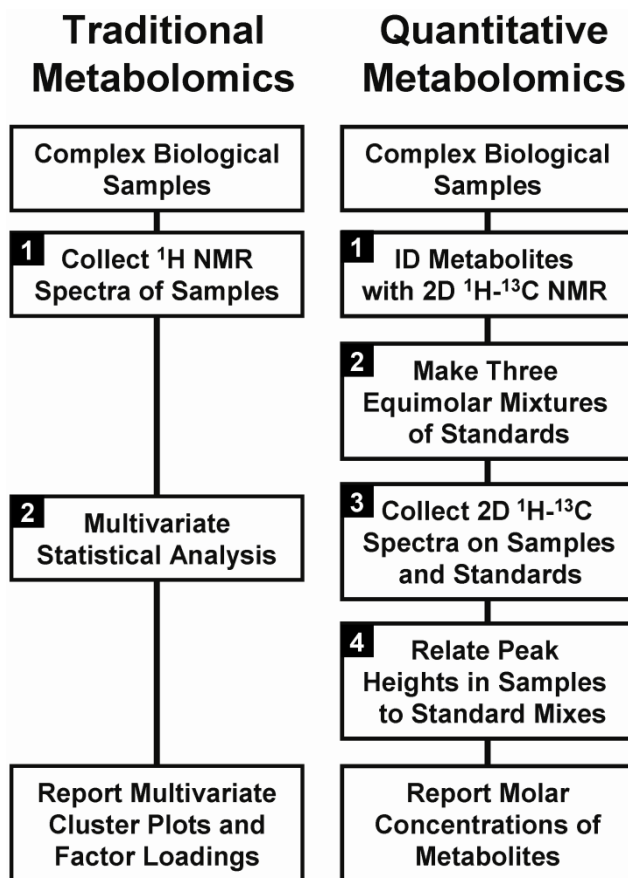 Traditional
Metabolomics
Complex Biological
Samples
1
Collect ¹H NMR
Spectra of Samples
2
Multivariate
Statistical Analysis
Report Multivariate
Cluster Plots and
Factor Loadings
Quantitative
Metabolomics
Complex Biological
Samples
1
ID Metabolites
with 2D ¹H-¹³C NMR
2
Make Three
Equimolar Mixtures
of Standards
3
Collect 2D ¹H-¹³C
Spectra on Samples
and Standards
4
Relate Peak
Heights in Samples
to Standard Mixes
Report Molar
Concentrations of
Metabolites